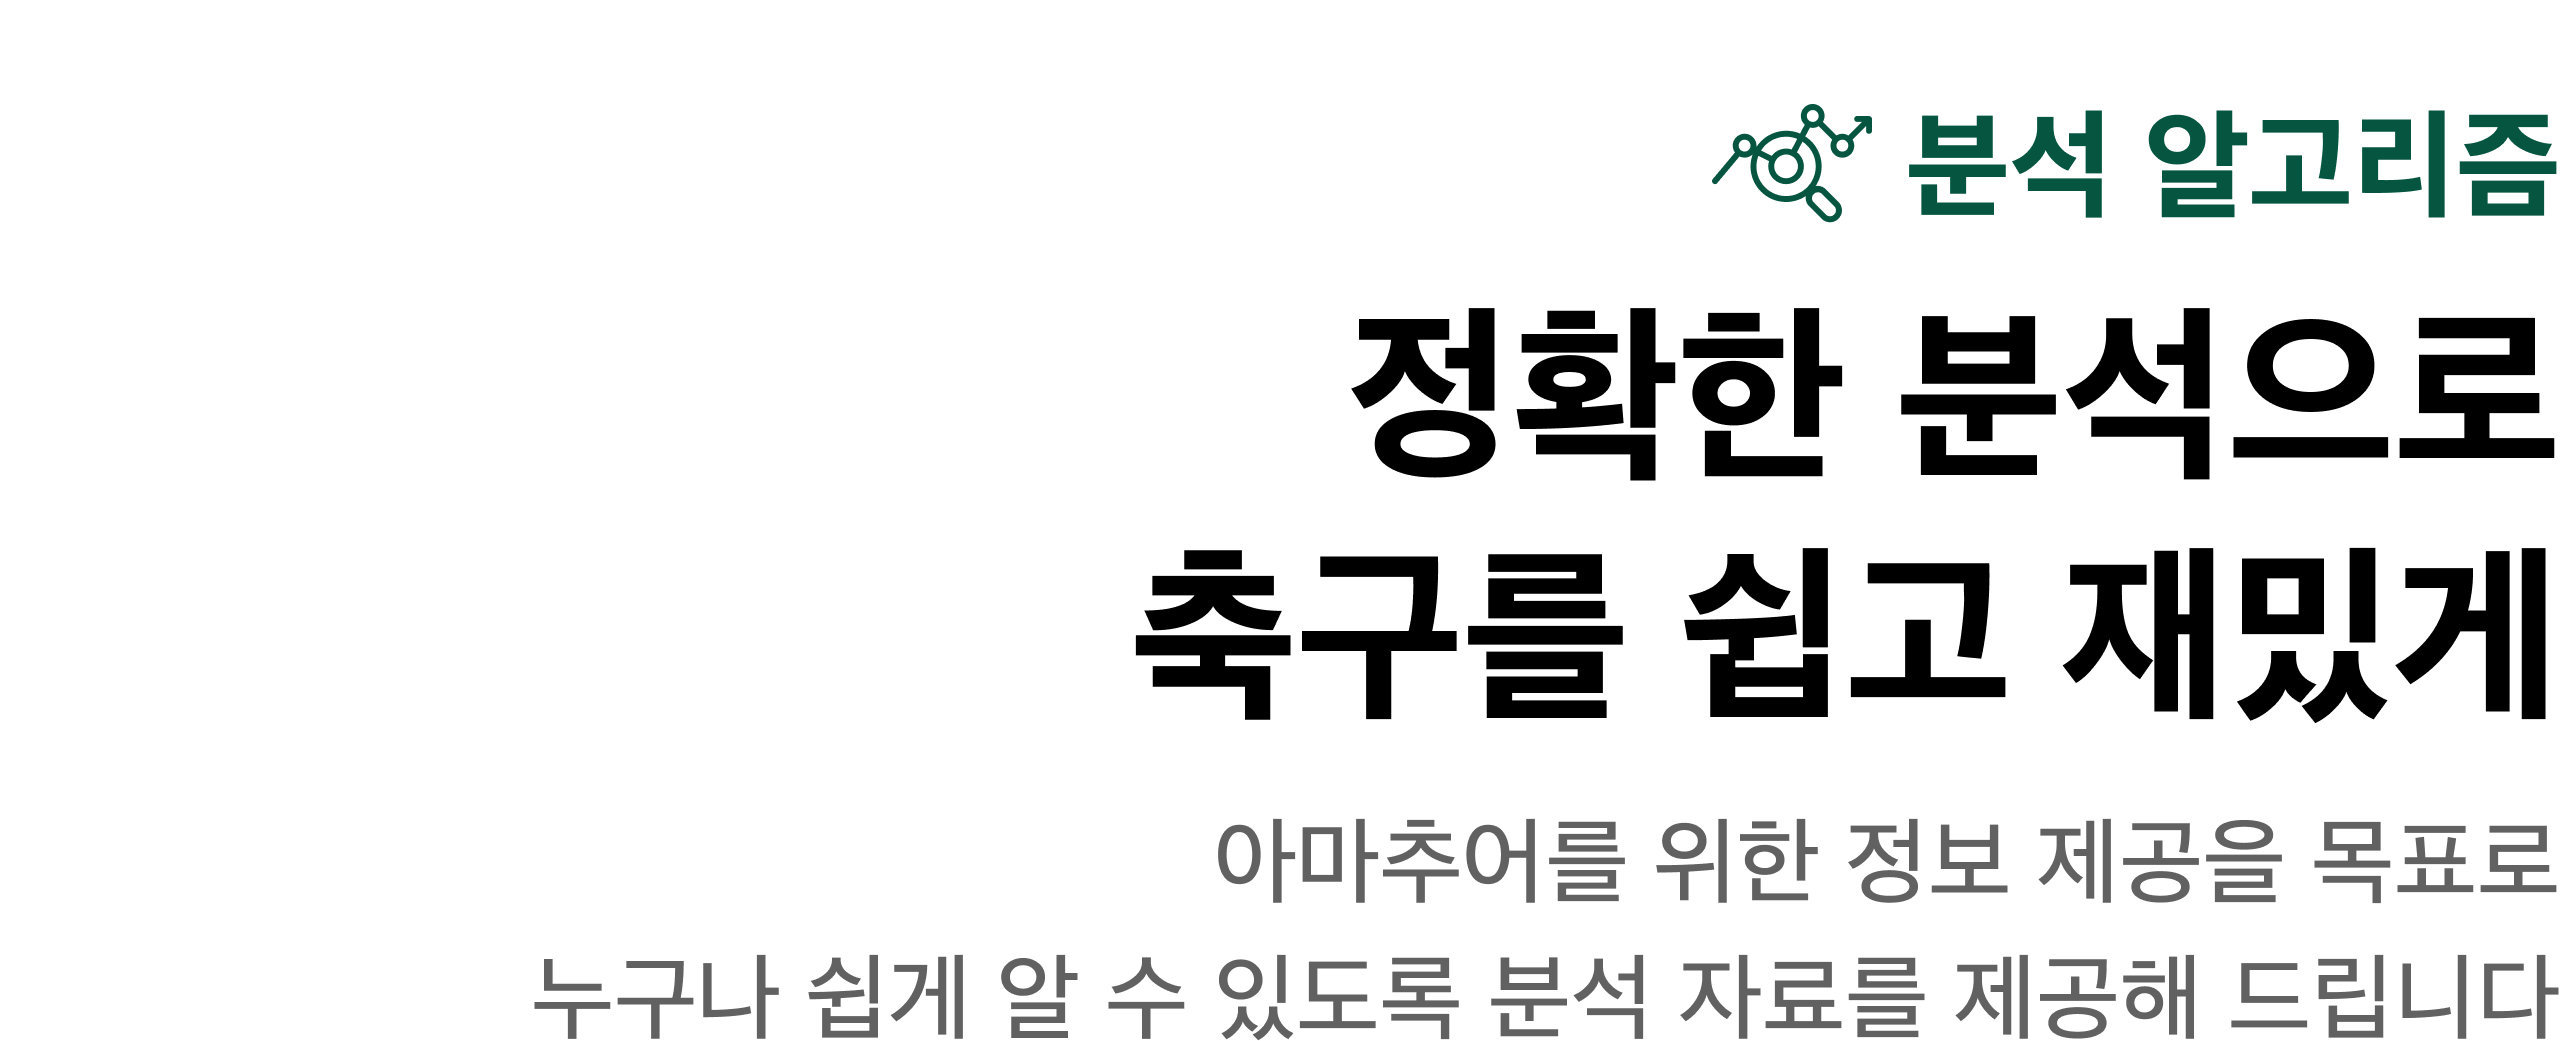 분석 알고리즘
정확한 분석으로
축구를 쉽고 재밌게
아마추어를 위한 정보 제공을 목표로
누구나 쉽게 알 수 있도록 분석 자료를 제공해 드립니다